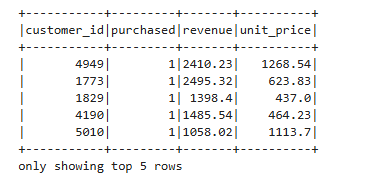 +-----------+---------+-------+----------+
|customer_id|purchased|revenue|unit_price|
+-----------+---------+-------+----------+
|       4949|        1|2410.23|   1268.54|
|       1773|        1|2495.32|    623.83|
|       1829|        1| 1398.4|     437.0|
|       4190|        1|1485.54|    464.23|
|       5010|        1|1058.02|    1113.7|
+-----------+---------+-------+----------+
only showing top 5 rows